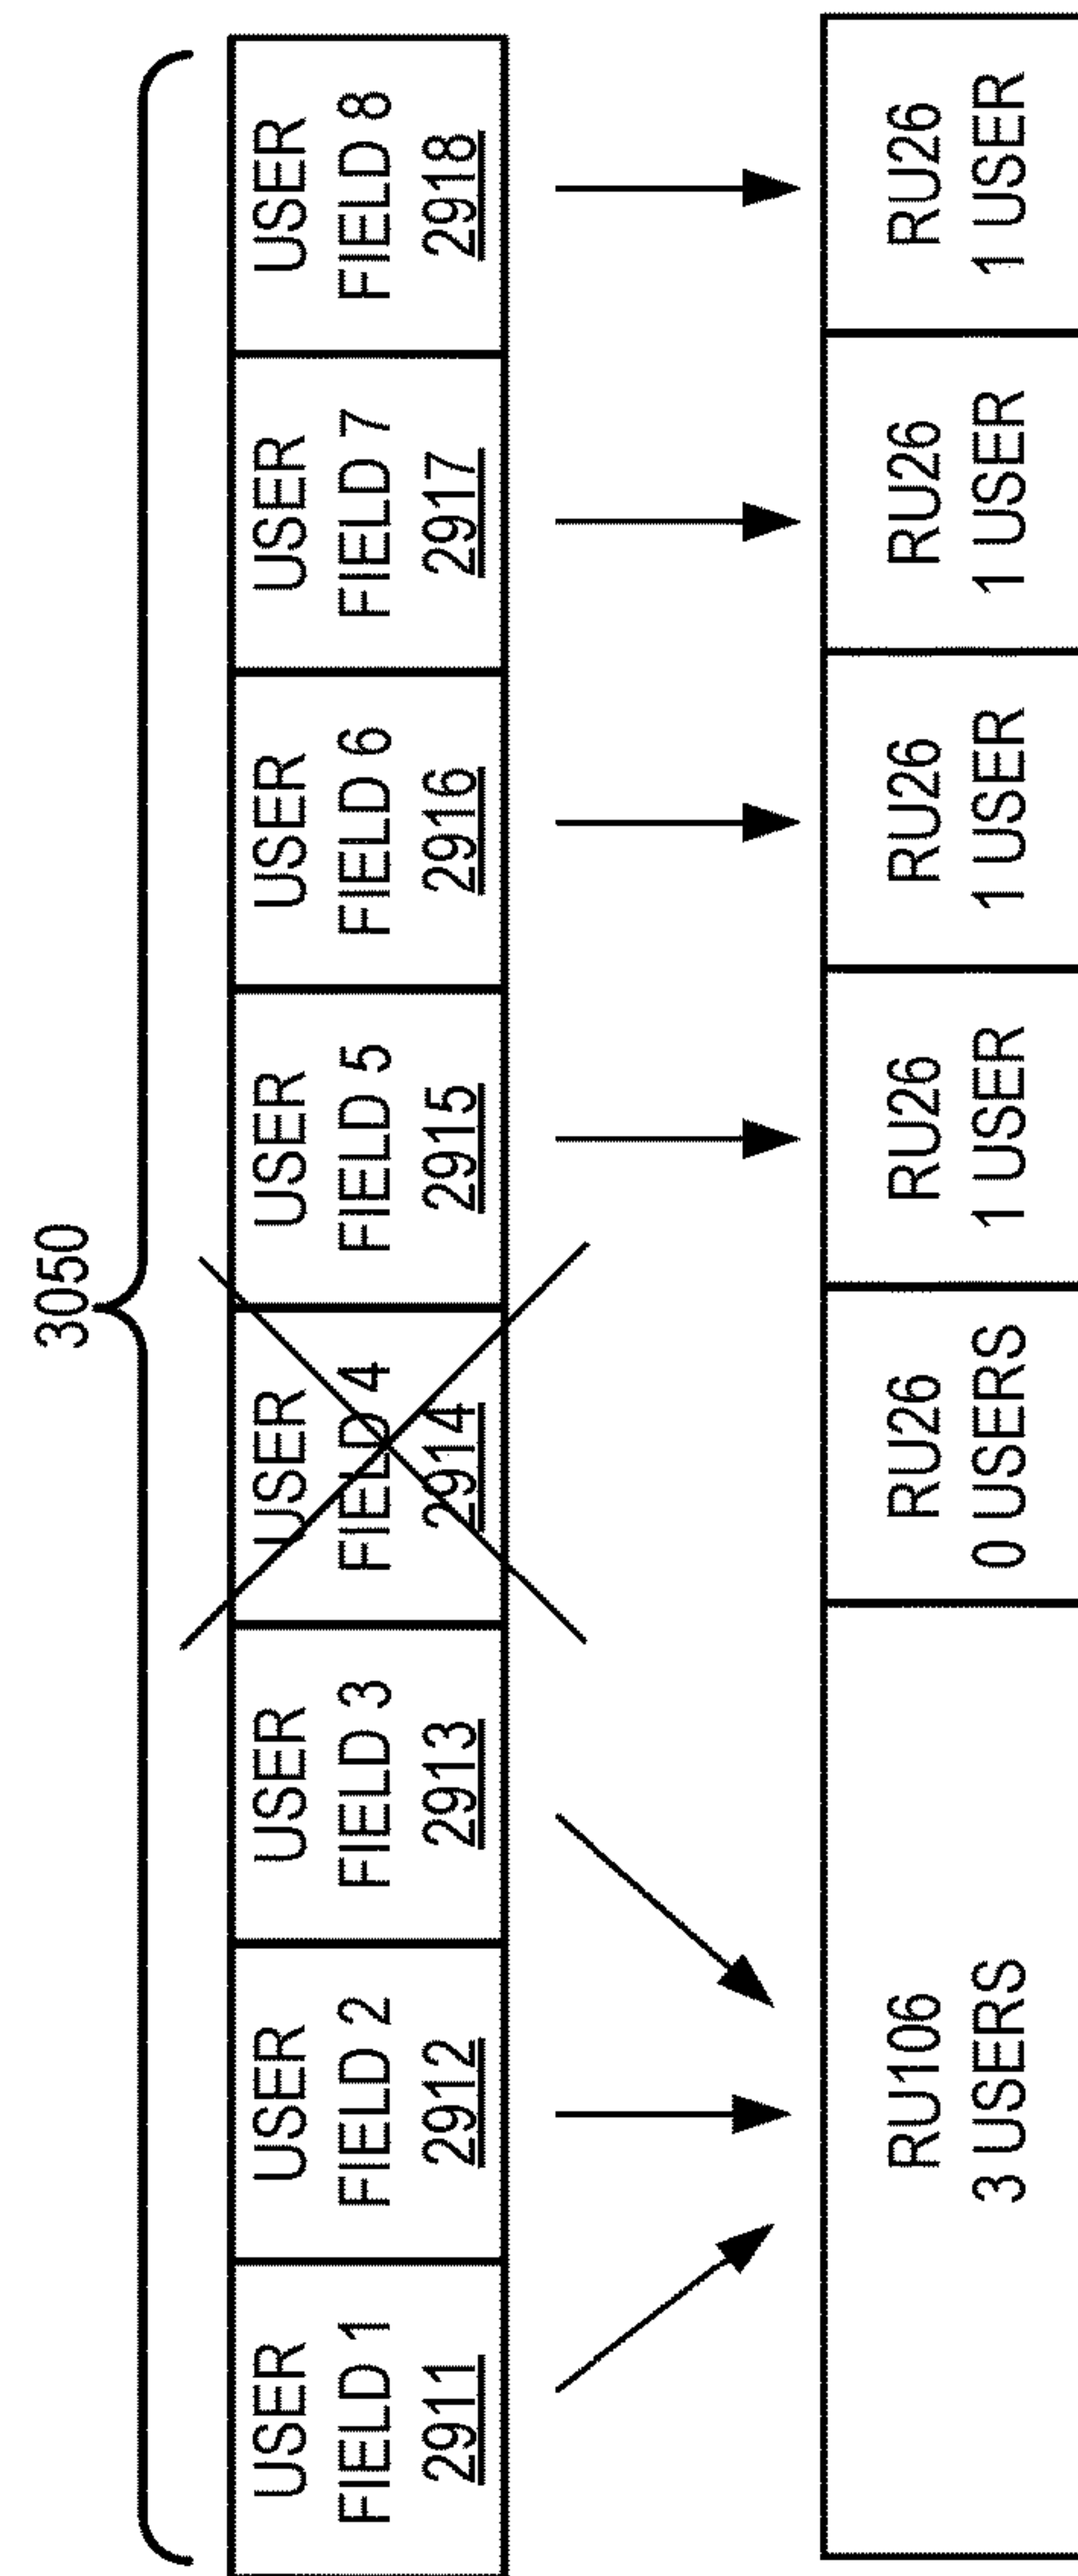 3050
USER
FIELD 1
2911
USER
FIELD 2
2912
USER
FIELD 3
2913
USER
FIELD 4
2914
USER
FIELD 5
2915
USER
FIELD 6
2916
USER
FIELD 7
2917
USER
FIELD 8
2918
RU106
3 USERS
RU26
0 USERS
RU26
1 USER
RU26
1 USER
RU26
1 USER
RU26
1 USER